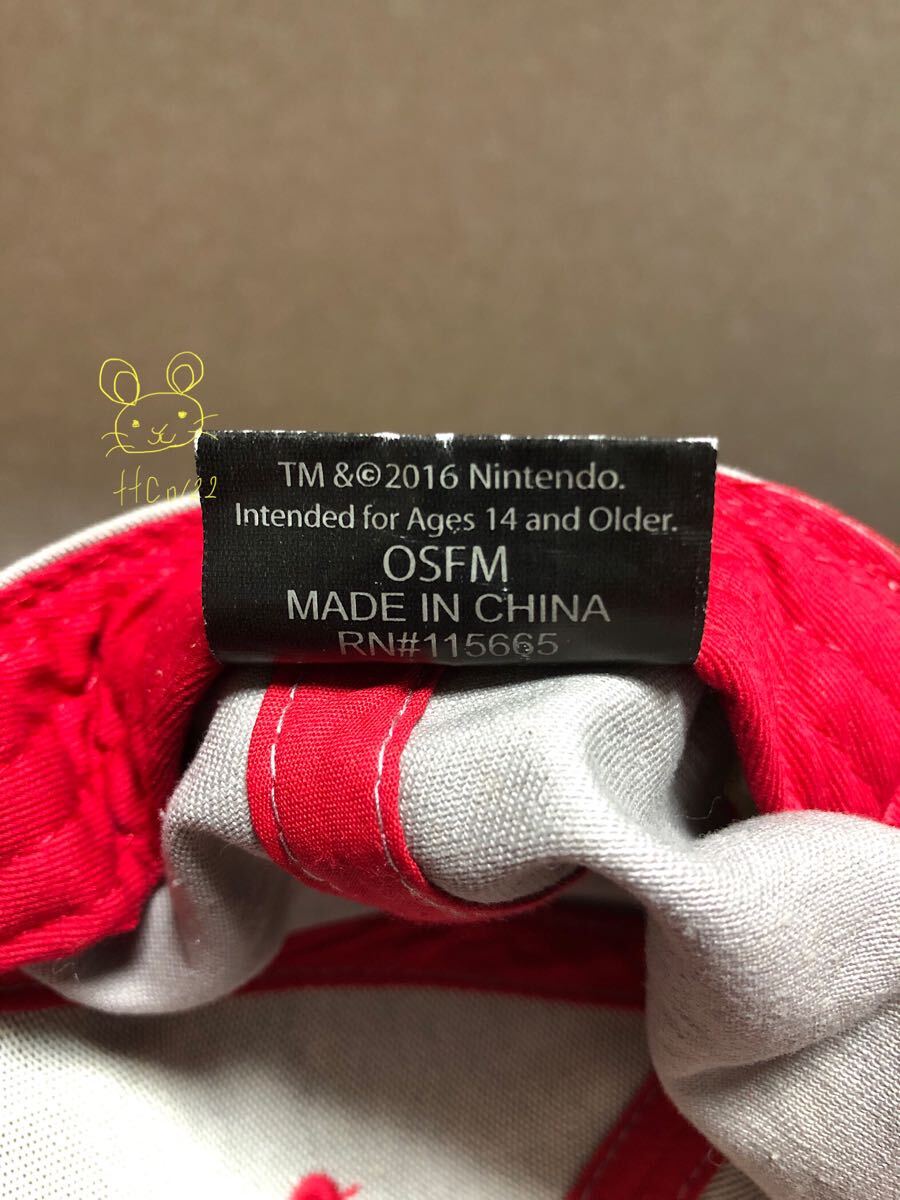 TM &©2016 Nintendo.
Intended for Ages 14 and Older.
OSFM
MADE IN CHINA
RN#115665